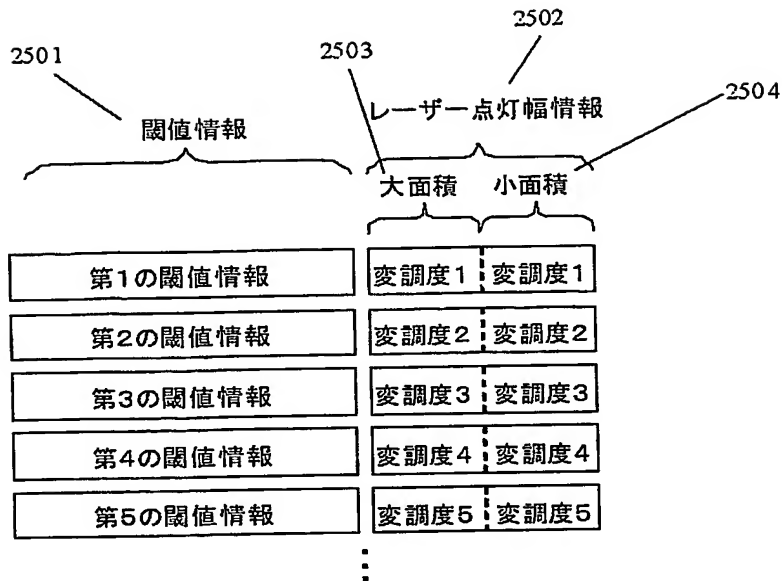 2502
2503
2501
2504
レーザー点灯幅情報
閾値情報
大面積 小面積
第1の閾値情報 変調度1 変調度1
第2の閾値情報 変調度2 変調度2
第3の閾値情報 変調度3 変調度3
第4の閾値情報 変調度4 変調度4
第5の閾値情報 変調度5 変調度5